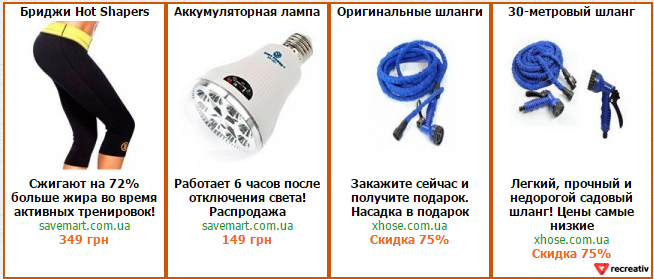 Бриджи Hot Shapers
Сжигают на 72%
больше жира во время
активных тренировок!
savemart.com.ua
349 грн
Аккумуляторная лампа
Работает 6 часов после
отключения света!
Распродажа
savemart.com.ua
149 грн
Оригинальные шланги
Закажите сейчас и
получите подарок.
Насадка в подарок
xhose.com.ua
Скидка 75%
30-метровый шланг
Легкий, прочный и
недорогой садовый
шланг! Цены самые
низкие
xhose.com.ua
Скидка 75%
recreativ